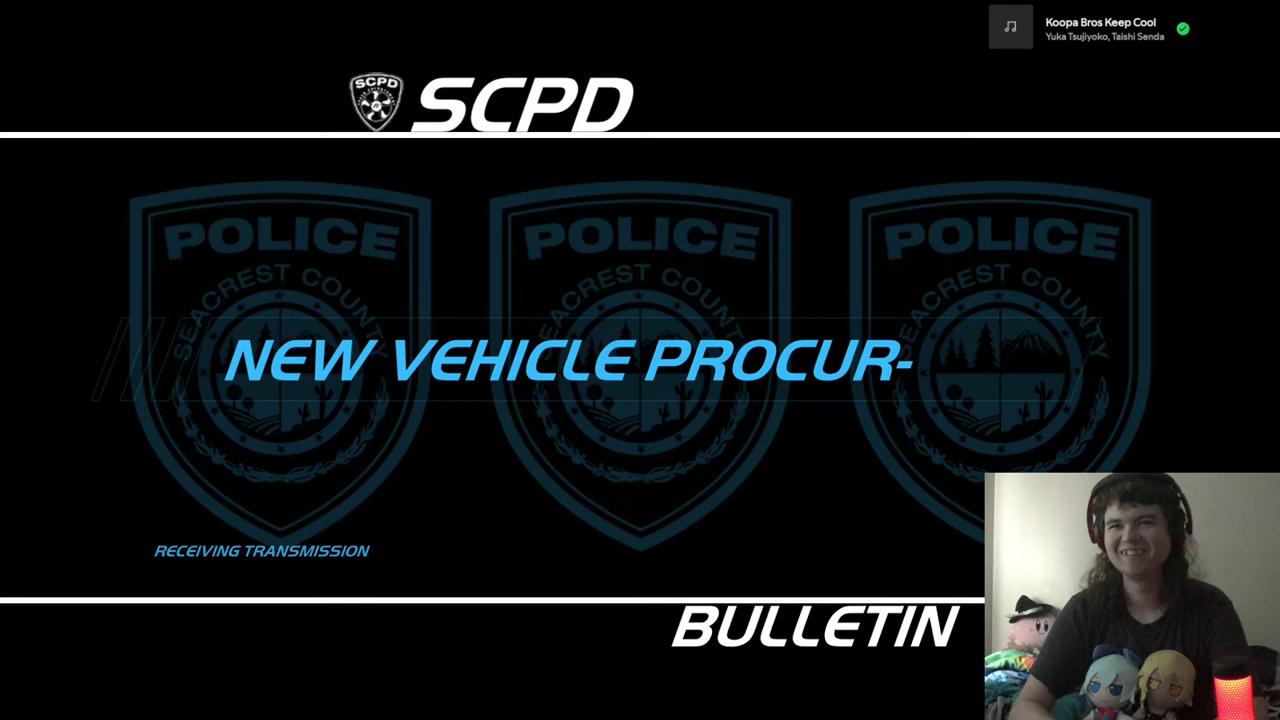 Koopa Bros Keep Cool
Yuka Tsujiyoko, Taishi Senda
SCPD
SCPD
POLICE
SEACREST COUNTY
POLICE
SEACREST COUNTY
POLICE
SEACREST COUNTY
NEW VEHICLE PROCUR-
RECEIVING TRANSMISSION
BULLETIN